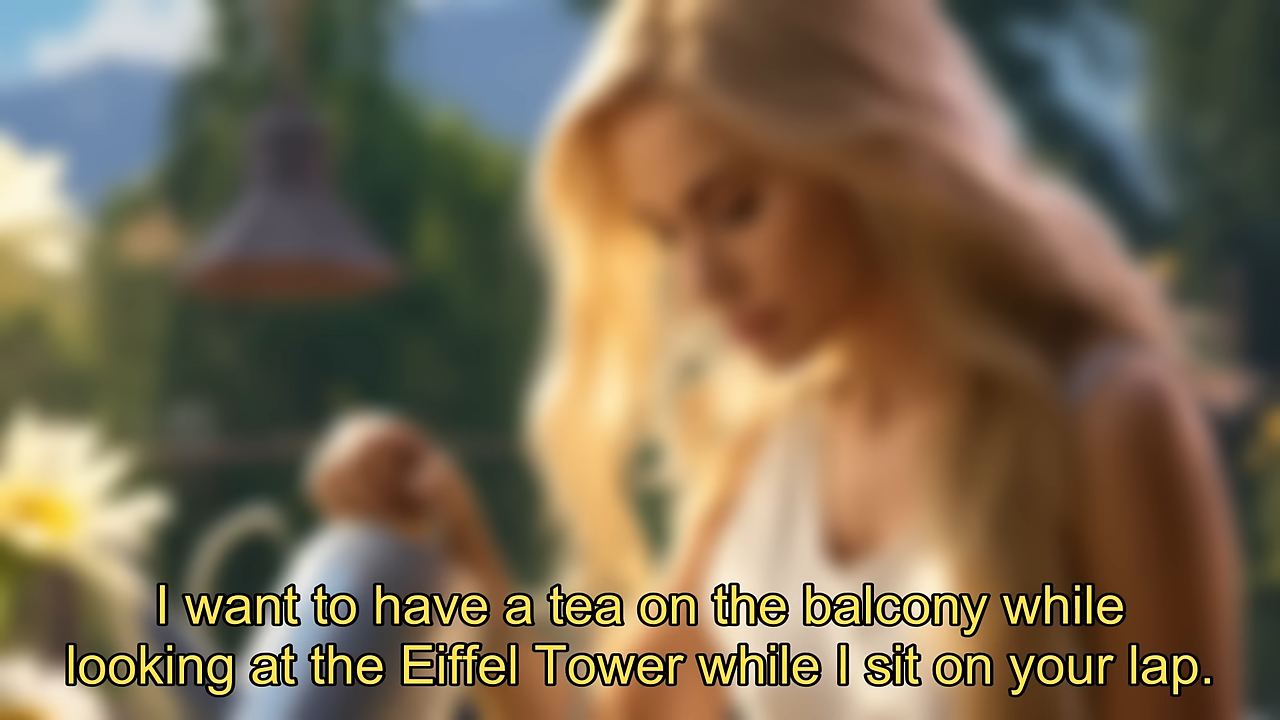 I want to have a tea on the balcony while
looking at the Eiffel Tower while I sit on your lap.